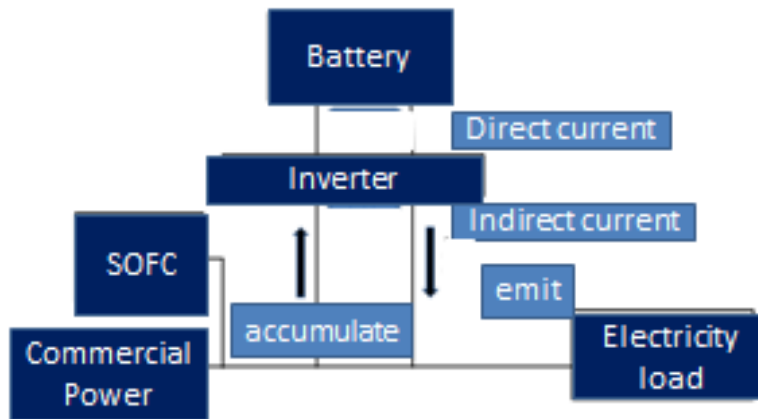 Battery
Direct current
Inverter
Indirect current
SOFC
emit
accumulate
Electricity
load
Commercial
Power